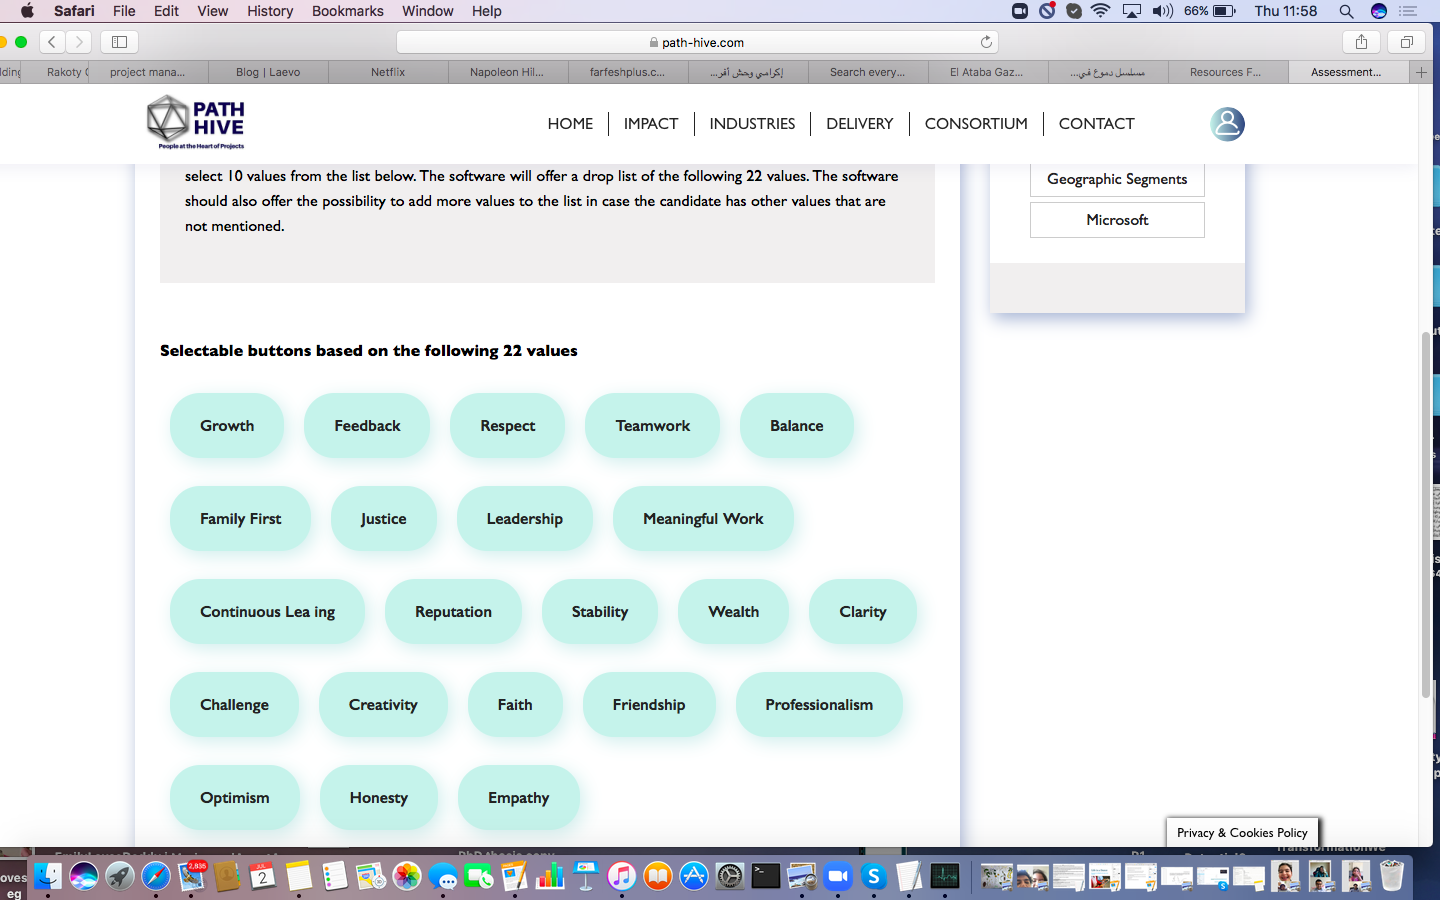 Safari File Edit View History Bookmarks Window Help 66% Thu 11:58
path-hive.com
Rakoty project mana... Blog | Laevo Netflix Napoleon Hil... farfeshplus.c... Search every... El Ataba Gaz... مسلسل دموع في... Resources F... Assessment...
PATH
HIVE
People at the Heart of Projects
HOME IMPACT INDUSTRIES DELIVERY CONSORTIUM CONTACT
select 10 values from the list below. The software will offer a drop list of the following 22 values. The software
should also offer the possibility to add more values to the list in case the candidate has other values that are
not mentioned.
Geographic Segments
Microsoft
Selectable buttons based on the following 22 values
Growth Feedback Respect Teamwork Balance
Family First Justice Leadership Meaningful Work
Continuous Lea ing Reputation Stability Wealth Clarity
Challenge Creativity Faith Friendship Professionalism
Optimism Honesty Empathy
Privacy & Cookies Policy
2,835
JUL
2
oves
eg